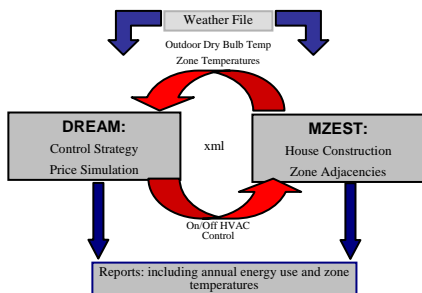 Weather File
Outdoor Dry Bulb Temp
Zone Temperatures
DREAM:
Control Strategy
Price Simulation
xml
MZEST:
House Construction
Zone Adjacencies
On/Off HVAC
Control
Reports: including annual energy use and zone
temperatures